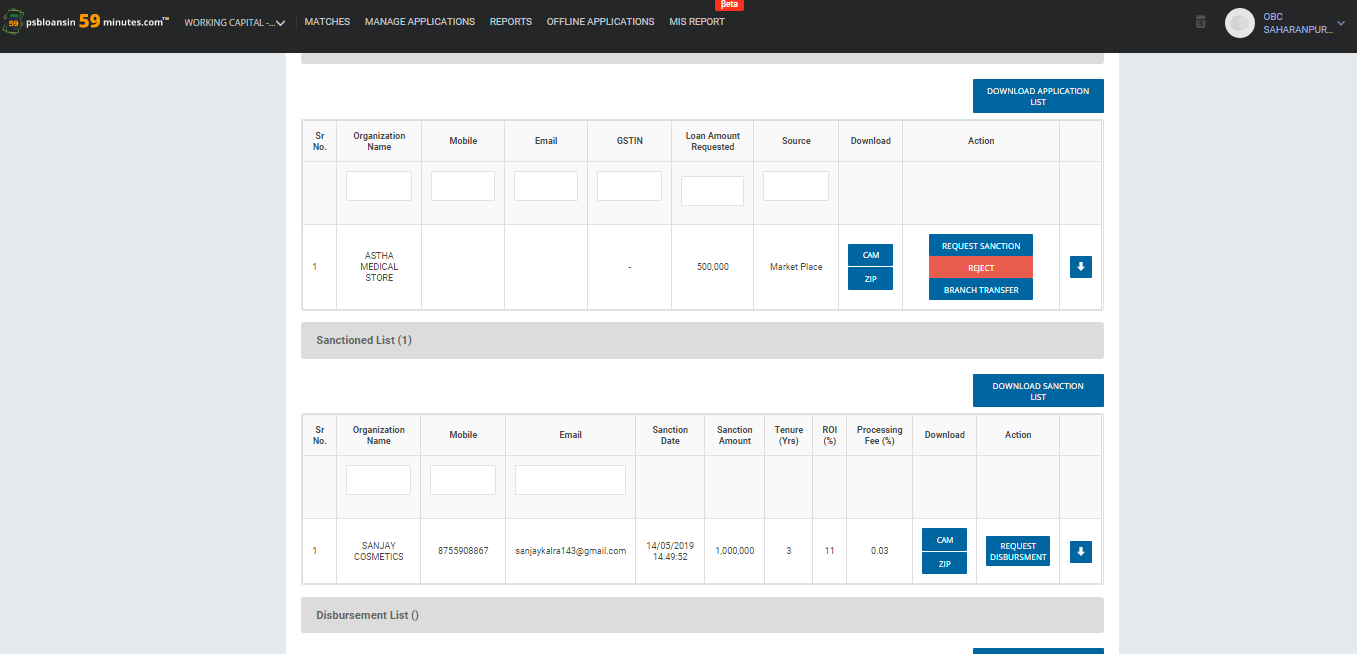 psbloansin 59 minutes.com™
WORKING CAPITAL -...
MATCHES
MANAGE APPLICATIONS
REPORTS
OFFLINE APPLICATIONS
MIS REPORT
Beta
OBC
SAHARANPUR...
DOWNLOAD APPLICATION
LIST
Sr
No.
Organization
Name
Mobile
Email
GSTIN
Loan Amount
Requested
Source
Download
Action
1
ASTHA
MEDICAL
STORE
-
500,000
Market Place
CAM
ZIP
REQUEST SANCTION
REJECT
BRANCH TRANSFER
Sanctioned List (1)
DOWNLOAD SANCTION
LIST
Sr
No.
Organization
Name
Mobile
Email
Sanction
Date
Sanction
Amount
Tenure
(Yrs)
ROI
(%)
Processing
Fee (%)
Download
Action
1
SANJAY
COSMETICS
8755908867
sanjaykalra143@gmail.com
14/05/2019
14:49:52
1,000,000
3
11
0.03
CAM
ZIP
REQUEST
DISBURSMENT
Disbursement List ()